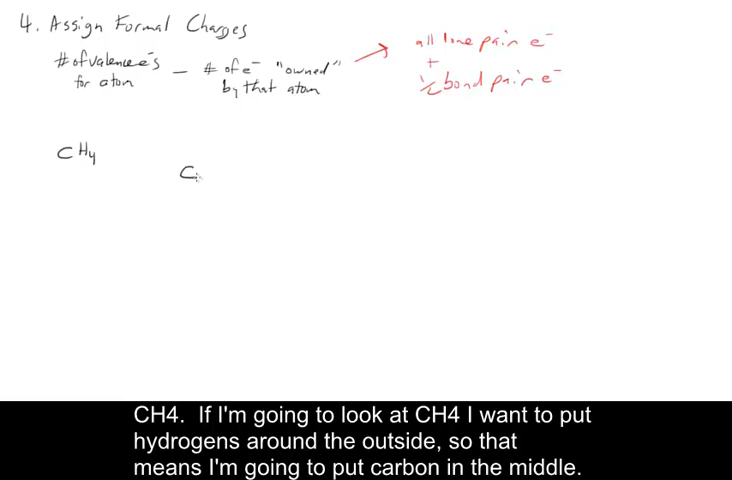 4. Assign Formal Charges
# of valence e⁻s – # of e⁻ "owned"
for atom by that atom
all lone pair e⁻
+
1/2 bond pair e⁻
CH4
C
CH4. If I'm going to look at CH4 I want to put
hydrogens around the outside, so that
means I'm going to put carbon in the middle.